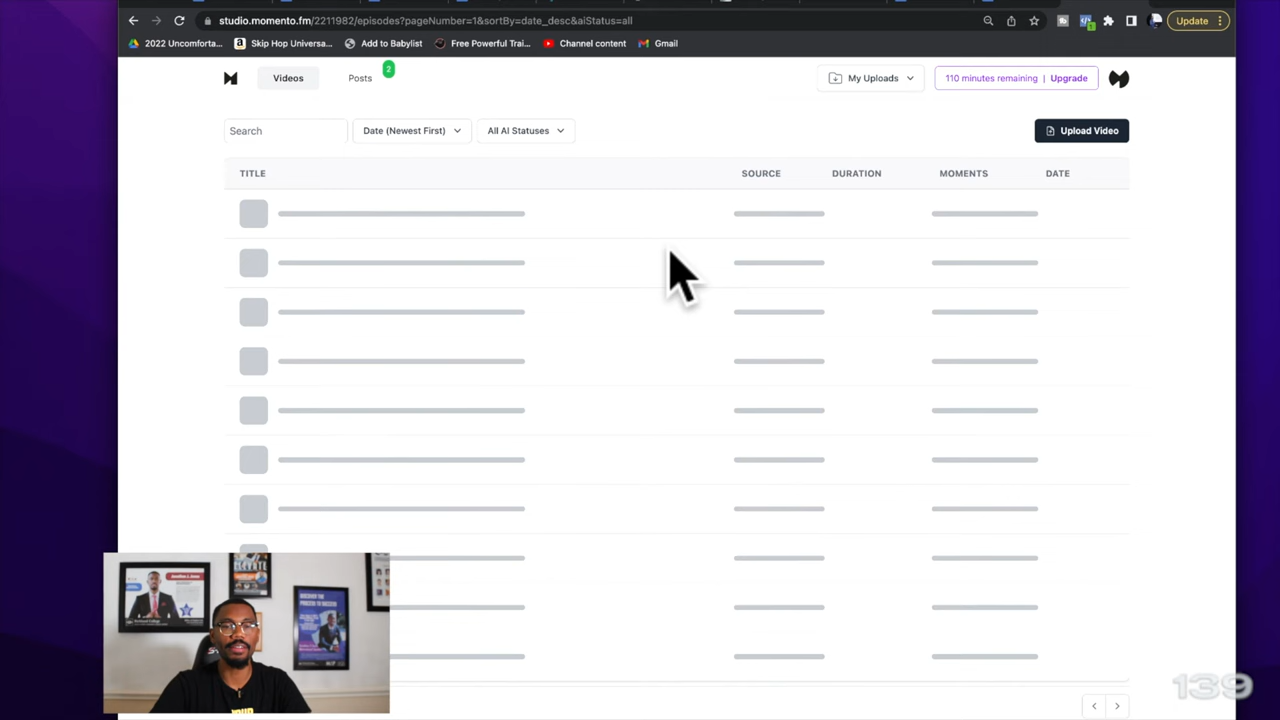 studio.momento.fm/2211982/episodes?pageNumber=1&sortBy=date_desc&aiStatus=all
Update
2022 Uncomforta...
Skip Hop Universa...
Add to Babylist
Free Powerful Trai...
Channel content
Gmail
Videos
Posts
2
My Uploads
110 minutes remaining | Upgrade
Search
Date (Newest First)
All AI Statuses
Upload Video
TITLE
SOURCE
DURATION
MOMENTS
DATE
139